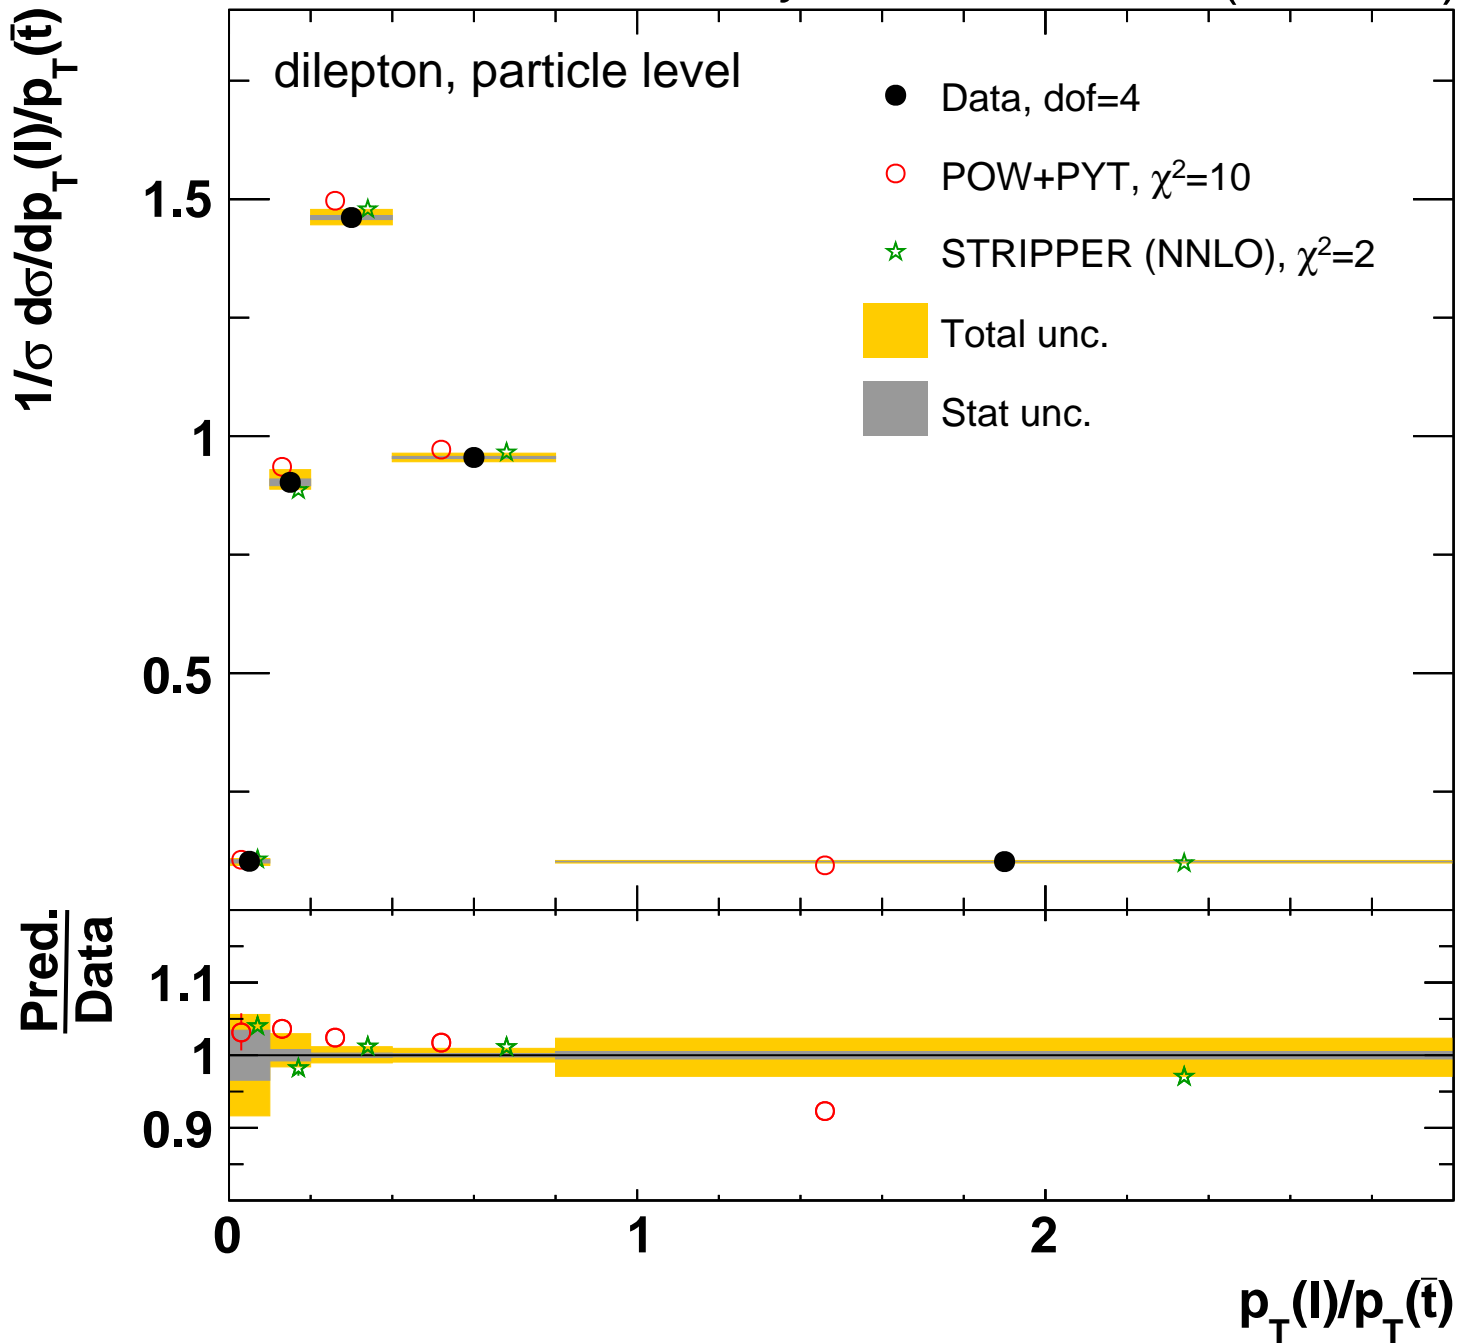 dilepton, particle level
Data, dof=4
POW+PYT, χ²=10
STRIPPER (NNLO), χ²=2
Total unc.
Stat unc.
1/σ dσ/dp_T(l)/p_T(t̄)
1.5
1
0.5
Pred.
Data
1.1
1
0.9
0 1 2
p_T(l)/p_T(t̄)